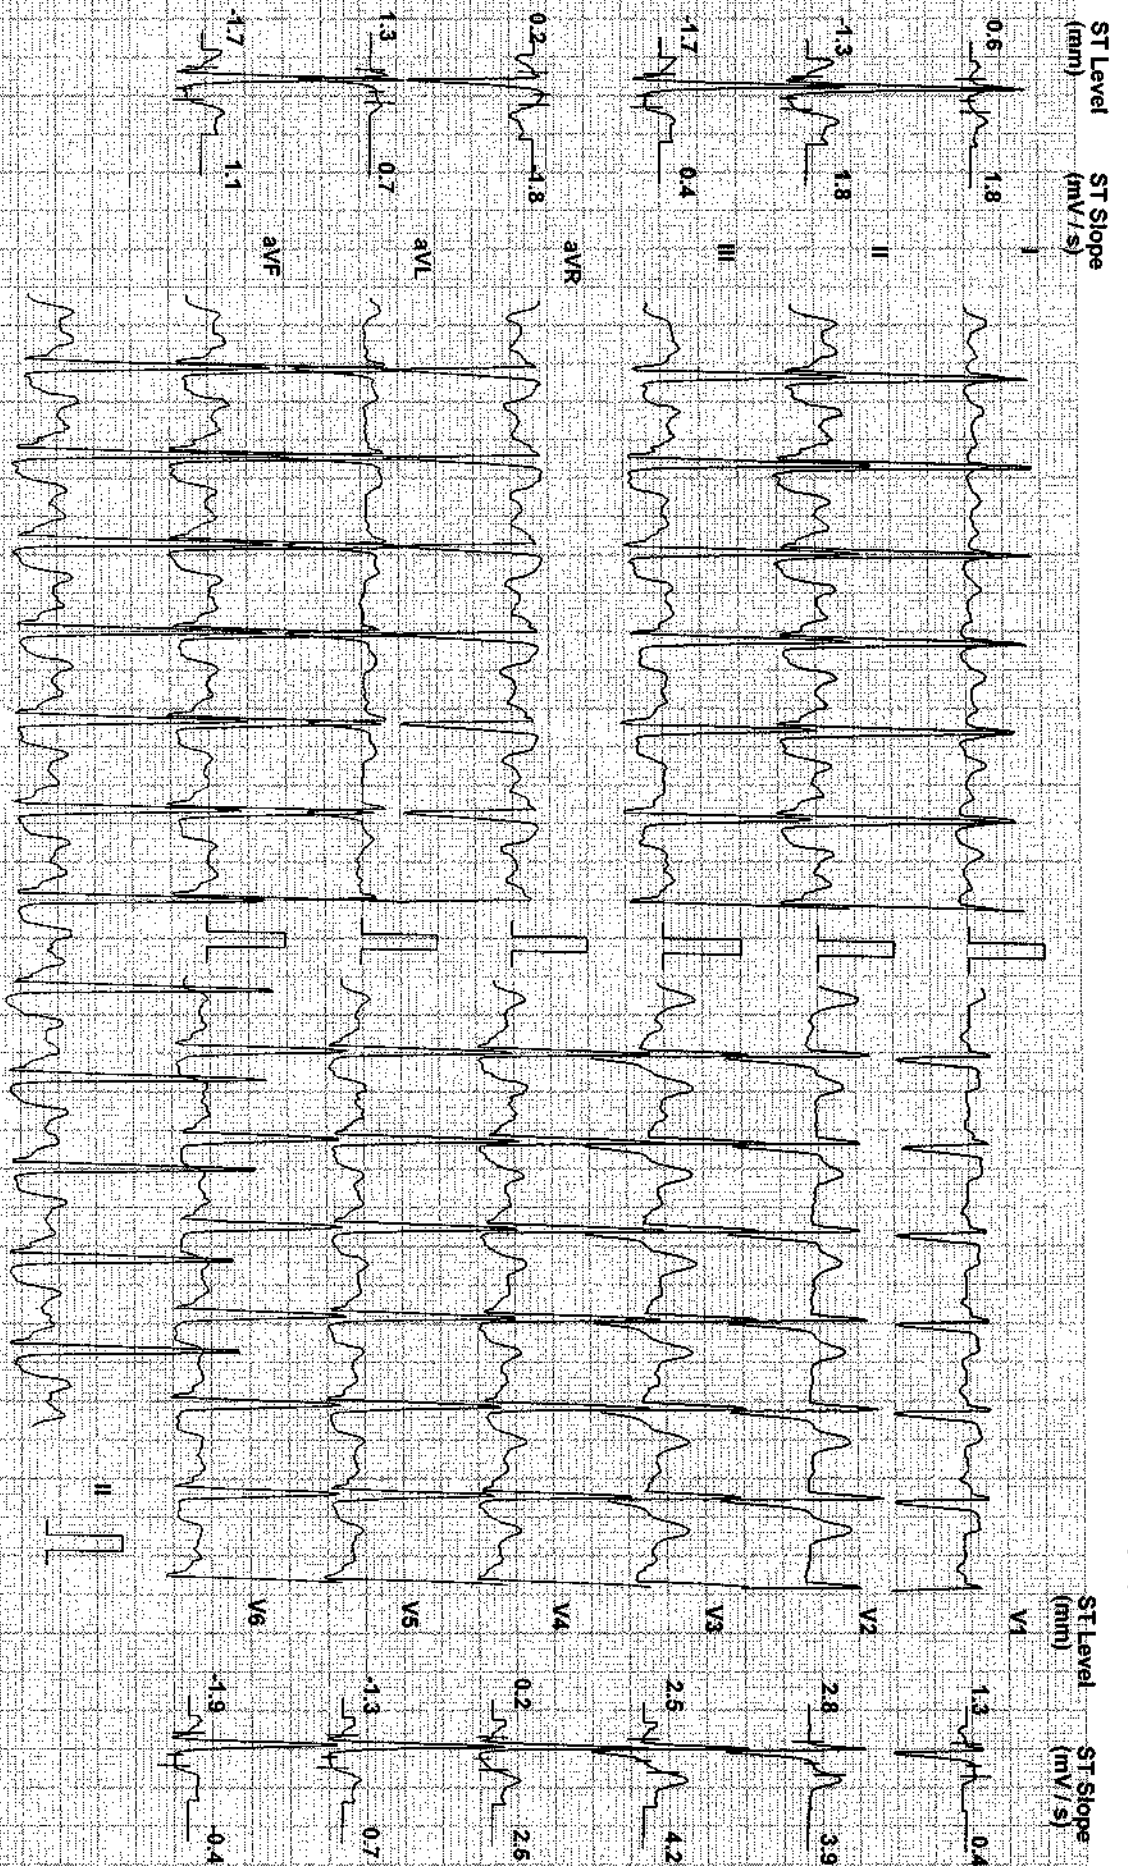 ST Level ST Slope ST Level ST Slope
(mm) (mV / s) (mm) (mV / s)
I V1
0.6 1.8 1.3 0.4
II V2
-1.3 1.8 2.8 3.9
III V3
-1.7 0.4 2.5 4.2
aVR V4
0.2 -1.8 0.2 2.6
aVL V5
1.3 0.7 -1.3 0.7
aVF V6
-1.7 1.1 -1.9 -0.4
II